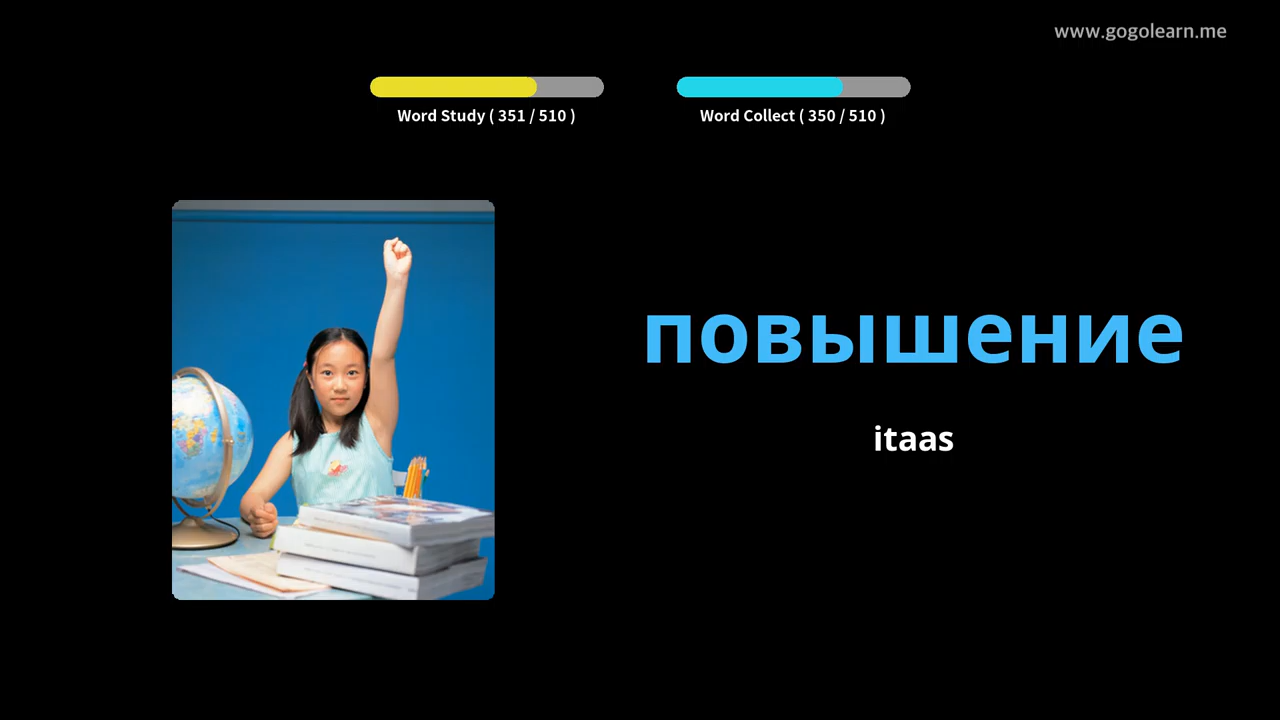 www.gogolearn.me
Word Study ( 351 / 510 )
Word Collect ( 350 / 510 )
повышение
itaas